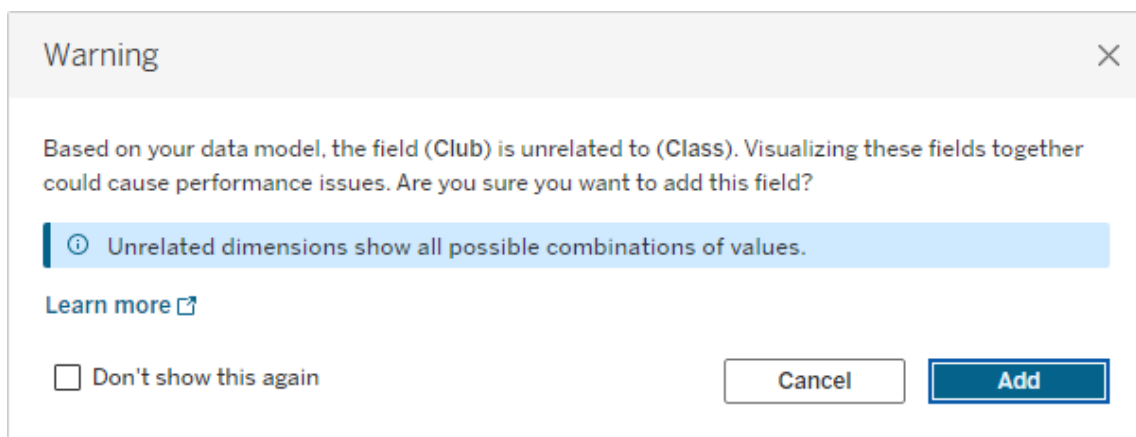 Warning
Based on your data model, the field (Club) is unrelated to (Class). Visualizing these fields together
could cause performance issues. Are you sure you want to add this field?
Unrelated dimensions show all possible combinations of values.
Learn more
Don't show this again
Cancel
Add